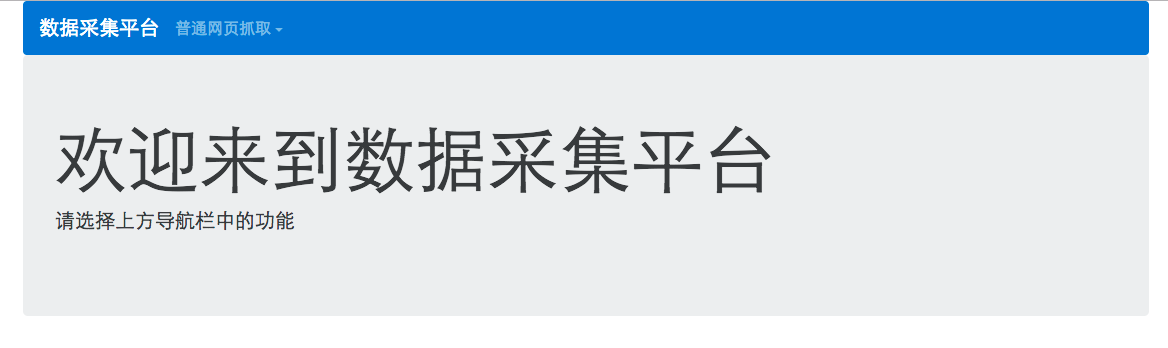 数据采集平台 普通网页抓取
欢迎来到数据采集平台
请选择上方导航栏中的功能